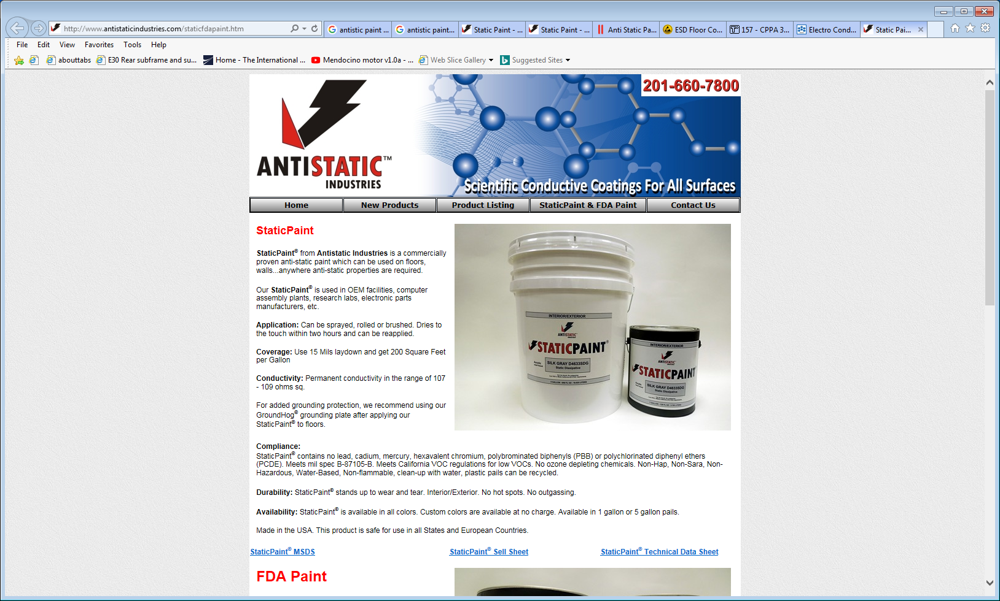 http://www.antistaticindustries.com/staticfdapaint.htm
antistic paint ...
antistic paint...
Static Paint - ...
Static Paint - ...
Anti Static Pa...
ESD Floor Co...
157 - CPPA 3...
Electro Cond...
Static Pai...
File Edit View Favorites Tools Help
abouttabs
E30 Rear subframe and su...
Home - The International ...
Mendocino motor v1.0a - ...
Web Slice Gallery
Suggested Sites
201-660-7800
ANTISTATIC™
INDUSTRIES
Scientific Conductive Coatings For All Surfaces
Home
New Products
Product Listing
StaticPaint & FDA Paint
Contact Us
StaticPaint
StaticPaint® from Antistatic Industries is a commercially
proven anti-static paint which can be used on floors,
walls...anywhere anti-static properties are required.
Our StaticPaint® is used in OEM facilities, computer
assembly plants, research labs, electronic parts
manufacturers, etc.
Application: Can be sprayed, rolled or brushed. Dries to
the touch within two hours and can be reapplied.
Coverage: Use 15 Mils laydown and get 200 Square Feet
per Gallon
Conductivity: Permanent conductivity in the range of 107
- 109 ohms sq.
For added grounding protection, we recommend using our
GroundHog® grounding plate after applying our
StaticPaint® to floors.
INTERIOR/EXTERIOR
ANTISTATIC
INDUSTRIES
STATICPAINT®
Acrylic
SILK GRAY D4633SDG
Static Dissipative
INTERIOR/EXTERIOR
ANTISTATIC
STATICPAINT
SILK GRAY D4633SDG
Static Dissipative
Compliance:
StaticPaint® contains no lead, cadium, mercury, hexavalent chromium, polybrominated biphenyls (PBB) or polychlorinated diphenyl ethers
(PCDE). Meets mil spec B-87105-B. Meets California VOC regulations for low VOCs. No ozone depleting chemicals. Non-Hap, Non-Sara, Non-
Hazardous, Water-Based, Non-flammable, clean-up with water, plastic pails can be recycled.
Durability: StaticPaint® stands up to wear and tear. Interior/Exterior. No hot spots. No outgassing.
Availability: StaticPaint® is available in all colors. Custom colors are available at no charge. Available in 1 gallon or 5 gallon pails.
Made in the USA. This product is safe for use in all States and European Countries.
StaticPaint® MSDS
StaticPaint® Sell Sheet
StaticPaint® Technical Data Sheet
FDA Paint